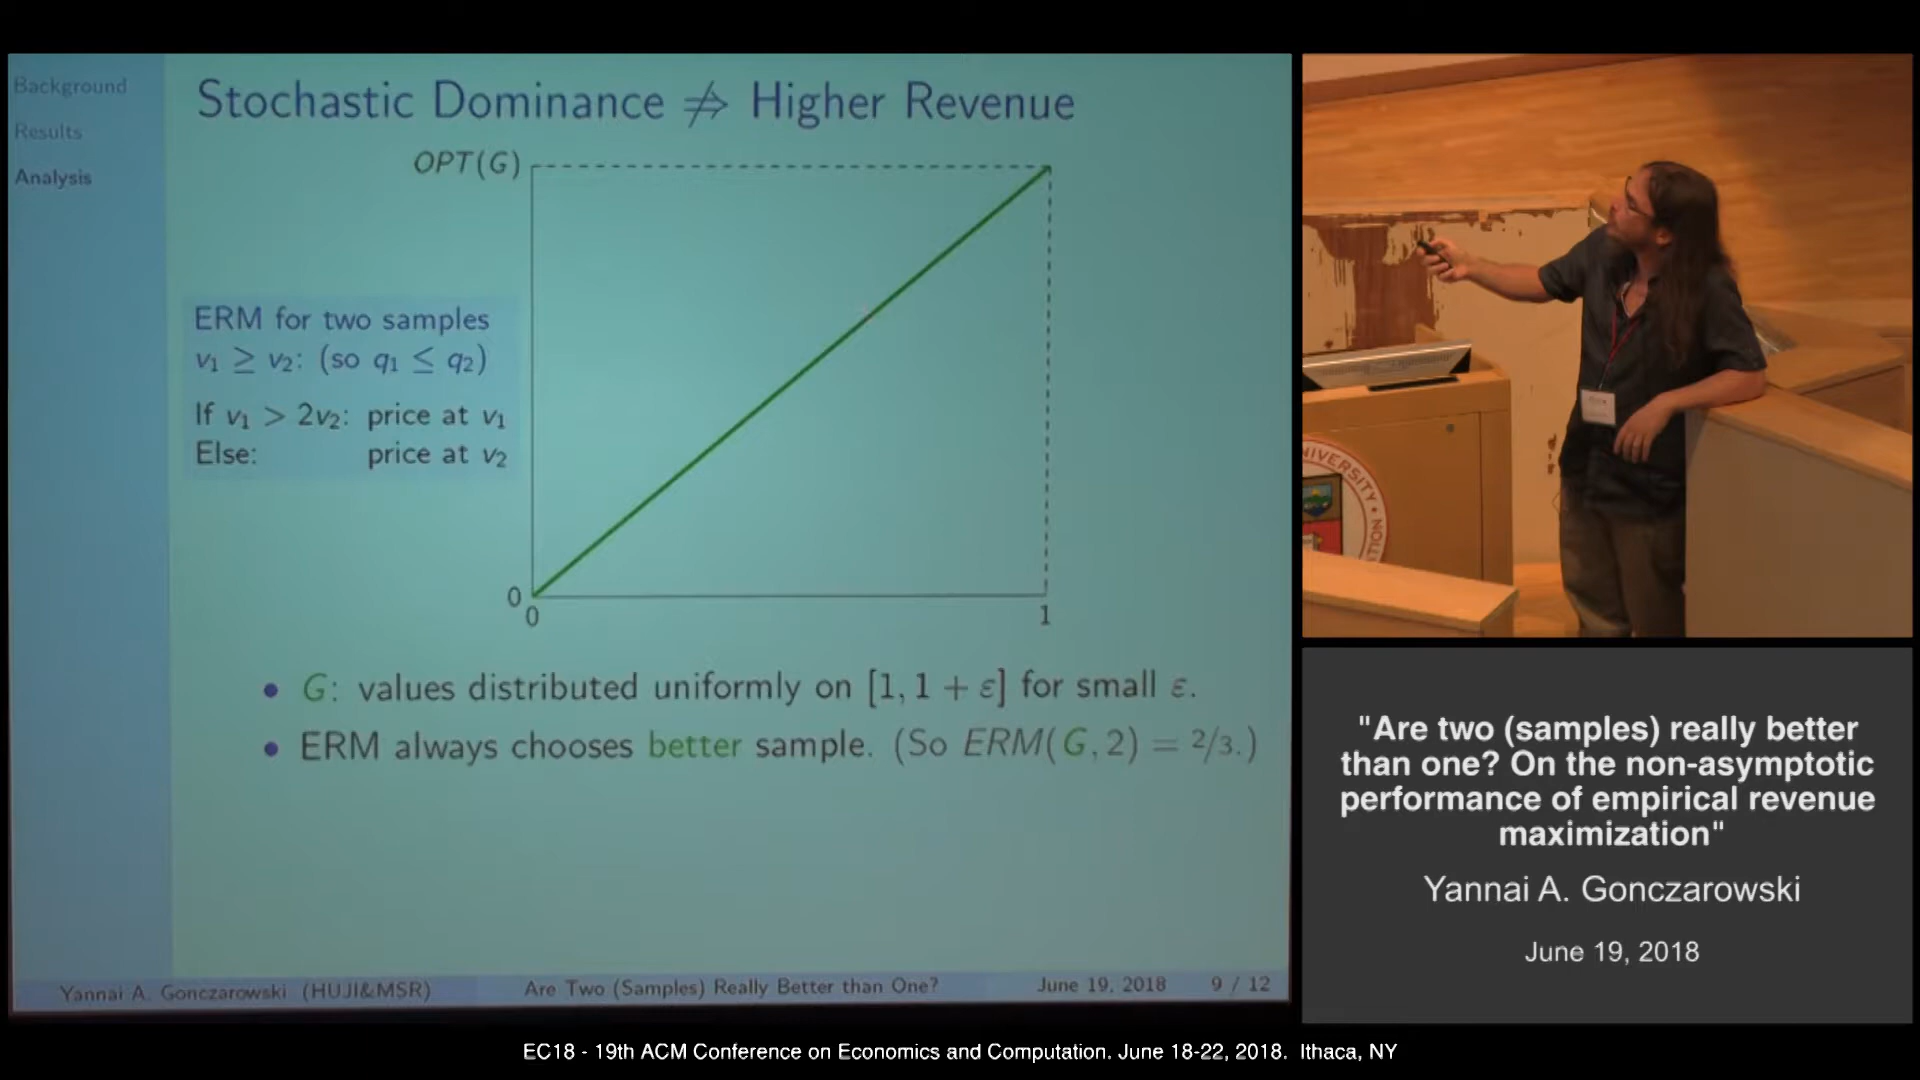 Background
Results
Analysis
Stochastic Dominance ⇏ Higher Revenue
OPT(G)
ERM for two samples
v₁ ≥ v₂: (so q₁ ≤ q₂)
If v₁ > 2v₂: price at v₁
Else: price at v₂
0
0
1
• G: values distributed uniformly on [1, 1 + ε] for small ε.
• ERM always chooses better sample. (So ERM(G, 2) = 2/3.)
Yannai A. Gonczarowski (HUJI&MSR)
Are Two (Samples) Really Better than One?
June 19, 2018
9 / 12
"Are two (samples) really better
than one? On the non-asymptotic
performance of empirical revenue
maximization"
Yannai A. Gonczarowski
June 19, 2018
EC18 - 19th ACM Conference on Economics and Computation. June 18-22, 2018. Ithaca, NY